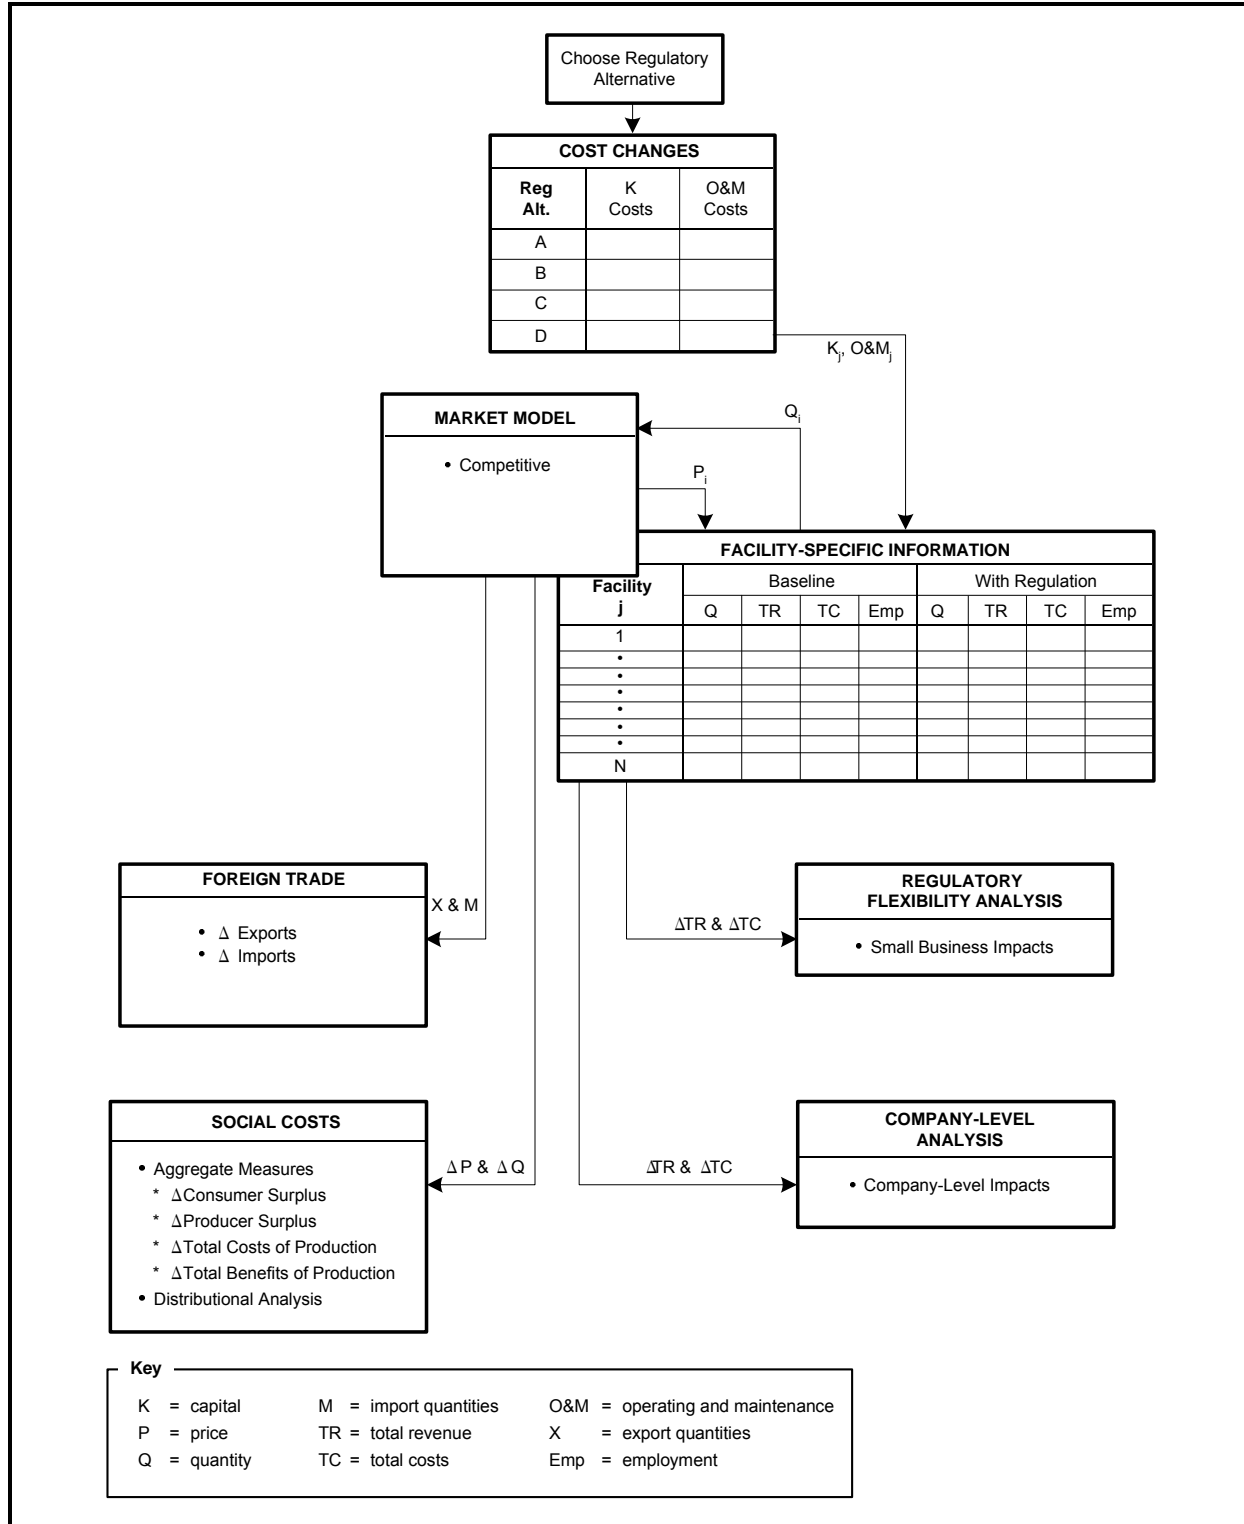 Choose Regulatory
Alternative
COST CHANGES
Reg
Alt.
K
Costs
O&M
Costs
A
B
C
D
Kj, O&Mj
MARKET MODEL
• Competitive
Qi
Pi
FACILITY-SPECIFIC INFORMATION
Facility
j
Baseline
With Regulation
Q TR TC Emp Q TR TC Emp
1
•
•
•
•
•
•
N
FOREIGN TRADE
• Δ Exports
• Δ Imports
X & M
REGULATORY
FLEXIBILITY ANALYSIS
• Small Business Impacts
ΔTR & ΔTC
SOCIAL COSTS
• Aggregate Measures
* ΔConsumer Surplus
* ΔProducer Surplus
* ΔTotal Costs of Production
* ΔTotal Benefits of Production
• Distributional Analysis
ΔP & ΔQ
ΔTR & ΔTC
COMPANY-LEVEL
ANALYSIS
• Company-Level Impacts
Key
K = capital M = import quantities O&M = operating and maintenance
P = price TR = total revenue X = export quantities
Q = quantity TC = total costs Emp = employment